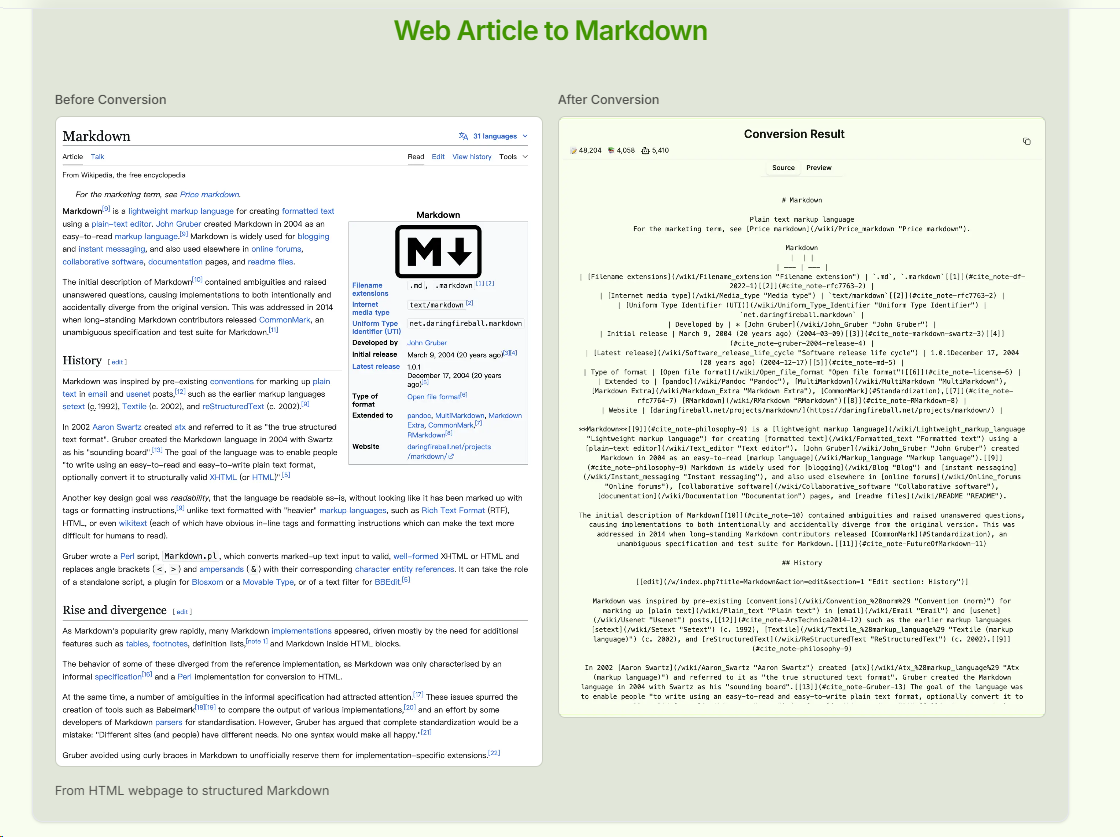 Web Article to Markdown
Before Conversion
Markdown
31 languages
Article Talk
Read Edit View history Tools
From Wikipedia, the free encyclopedia
For the marketing term, see Price markdown.
Markdown[9] is a lightweight markup language for creating formatted text
using a plain-text editor. John Gruber created Markdown in 2004 as an
easy-to-read markup language.[9] Markdown is widely used for blogging
and instant messaging, and also used elsewhere in online forums,
collaborative software, documentation pages, and readme files.
The initial description of Markdown[10] contained ambiguities and raised
unanswered questions, causing implementations to both intentionally and
accidentally diverge from the original version. This was addressed in 2014
when long-standing Markdown contributors released CommonMark, an
unambiguous specification and test suite for Markdown.[11]
Markdown
M
Filename extensions .md, .markdown [1][2]
Internet media type text/markdown [2]
Uniform Type Identifier (UTI) net.daringfireball.markdown
Developed by John Gruber
Initial release March 9, 2004 (20 years ago)[3][4]
Latest release 1.0.1
December 17, 2004 (20 years
ago)[5]
Type of format Open file format[6]
Extended to pandoc, MultiMarkdown, Markdown
Extra, CommonMark,[7]
RMarkdown[8]
Website daringfireball.net/projects
/markdown/
History [edit]
Markdown was inspired by pre-existing conventions for marking up plain
text in email and usenet posts,[12] such as the earlier markup languages
setext (c. 1992), Textile (c. 2002), and reStructuredText (c. 2002).[9]
In 2002 Aaron Swartz created atx and referred to it as "the true structured
text format". Gruber created the Markdown language in 2004 with Swartz
as his "sounding board".[13] The goal of the language was to enable people
"to write using an easy-to-read and easy-to-write plain text format,
optionally convert it to structurally valid XHTML (or HTML)".[5]
Another key design goal was readability, that the language be readable as-is, without looking like it has been marked up with
tags or formatting instructions,[9] unlike text formatted with "heavier" markup languages, such as Rich Text Format (RTF),
HTML, or even wikitext (each of which have obvious in-line tags and formatting instructions which can make the text more
difficult for humans to read).
Gruber wrote a Perl script, Markdown.pl, which converts marked-up text input to valid, well-formed XHTML or HTML and
replaces angle brackets (<, >) and ampersands (&) with their corresponding character entity references. It can take the role
of a standalone script, a plugin for Blosxom or a Movable Type, or of a text filter for BBEdit.[5]
Rise and divergence [edit]
As Markdown's popularity grew rapidly, many Markdown implementations appeared, driven mostly by the need for additional
features such as tables, footnotes, definition lists,[note 1] and Markdown inside HTML blocks.
The behavior of some of these diverged from the reference implementation, as Markdown was only characterised by an
informal specification[16] and a Perl implementation for conversion to HTML.
At the same time, a number of ambiguities in the informal specification had attracted attention.[17] These issues spurred the
creation of tools such as Babelmark[18][19] to compare the output of various implementations,[20] and an effort by some
developers of Markdown parsers for standardisation. However, Gruber has argued that complete standardization would be a
mistake: "Different sites (and people) have different needs. No one syntax would make all happy."[21]
Gruber avoided using curly braces in Markdown to unofficially reserve them for implementation-specific extensions.[22]
From HTML webpage to structured Markdown
After Conversion
Conversion Result
48,204 4,058 5,410
Source Preview
# Markdown
Plain text markup language
For the marketing term, see [Price markdown](/wiki/Price_markdown "Price markdown").
Markdown
| | |
| --- | --- |
| [Filename extensions](/wiki/Filename_extension "Filename extension") | `.md`, `.markdown`[[1]](#cite_note-df-
2022-1)[[2]](#cite_note-rfc7763-2) |
| [Internet media type](/wiki/Media_type "Media type") | `text/markdown`[[2]](#cite_note-rfc7763-2) |
| [Uniform Type Identifier (UTI)](/wiki/Uniform_Type_Identifier "Uniform Type Identifier") |
`net.daringfireball.markdown` |
| Developed by | * [John Gruber](/wiki/John_Gruber "John Gruber") |
| Initial release | March 9, 2004 (20 years ago) (2004-03-09)[[3]](#cite_note-markdown-swartz-3)[[4]]
(#cite_note-gruber-2004-release-4) |
| [Latest release](/wiki/Software_release_life_cycle "Software release life cycle") | 1.0.1December 17, 2004
(20 years ago) (2004-12-17)[[5]](#cite_note-md-5) |
| Type of format | [Open file format](/wiki/Open_file_format "Open file format")[[6]](#cite_note-license-6) |
| Extended to | [pandoc](/wiki/Pandoc "Pandoc"), [MultiMarkdown](/wiki/MultiMarkdown "MultiMarkdown"),
[Markdown Extra](/wiki/Markdown_Extra "Markdown Extra"), [CommonMark](#Standardization),[[7]](#cite_note-
rfc7764-7) [RMarkdown](/wiki/RMarkdown "RMarkdown")[[8]](#cite_note-RMarkdown-8) |
| Website | [daringfireball.net/projects/markdown/](https://daringfireball.net/projects/markdown/) |
**Markdown**[[9]](#cite_note-philosophy-9) is a [lightweight markup language](/wiki/Lightweight_markup_language
"Lightweight markup language") for creating [formatted text](/wiki/Formatted_text "Formatted text") using a
[plain-text editor](/wiki/Text_editor "Text editor"). [John Gruber](/wiki/John_Gruber "John Gruber") created
Markdown in 2004 as an easy-to-read [markup language](/wiki/Markup_language "Markup language").[[9]]
(#cite_note-philosophy-9) Markdown is widely used for [blogging](/wiki/Blog "Blog") and [instant messaging]
(/wiki/Instant_messaging "Instant messaging"), and also used elsewhere in [online forums](/wiki/Online_forums
"Online forums"), [collaborative software](/wiki/Collaborative_software "Collaborative software"),
[documentation](/wiki/Documentation "Documentation") pages, and [readme files](/wiki/README "README").
The initial description of Markdown[[10]](#cite_note-10) contained ambiguities and raised unanswered questions,
causing implementations to both intentionally and accidentally diverge from the original version. This was
addressed in 2014 when long-standing Markdown contributors released [CommonMark](#Standardization), an
unambiguous specification and test suite for Markdown.[[11]](#cite_note-FutureOfMarkdown-11)
## History
[[edit](/w/index.php?title=Markdown&action=edit&section=1 "Edit section: History")]
Markdown was inspired by pre-existing [conventions](/wiki/Convention_%28norm%29 "Convention (norm)") for
marking up [plain text](/wiki/Plain_text "Plain text") in [email](/wiki/Email "Email") and [usenet]
(/wiki/Usenet "Usenet") posts,[[12]](#cite_note-ArsTechnica2014-12) such as the earlier markup languages
[setext](/wiki/Setext "Setext") (c. 1992), [Textile](/wiki/Textile_%28markup_language%29 "Textile (markup
language)") (c. 2002), and [reStructuredText](/wiki/ReStructuredText "ReStructuredText") (c. 2002).[[9]]
(#cite_note-philosophy-9)
In 2002 [Aaron Swartz](/wiki/Aaron_Swartz "Aaron Swartz") created [atx](/wiki/Atx_%28markup_language%29 "Atx
(markup language)") and referred to it as "the true structured text format". Gruber created the Markdown
language in 2004 with Swartz as his "sounding board".[[13]](#cite_note-Gruber-13) The goal of the language was
to enable people "to write using an easy-to-read and easy-to-write plain text format, optionally convert it to